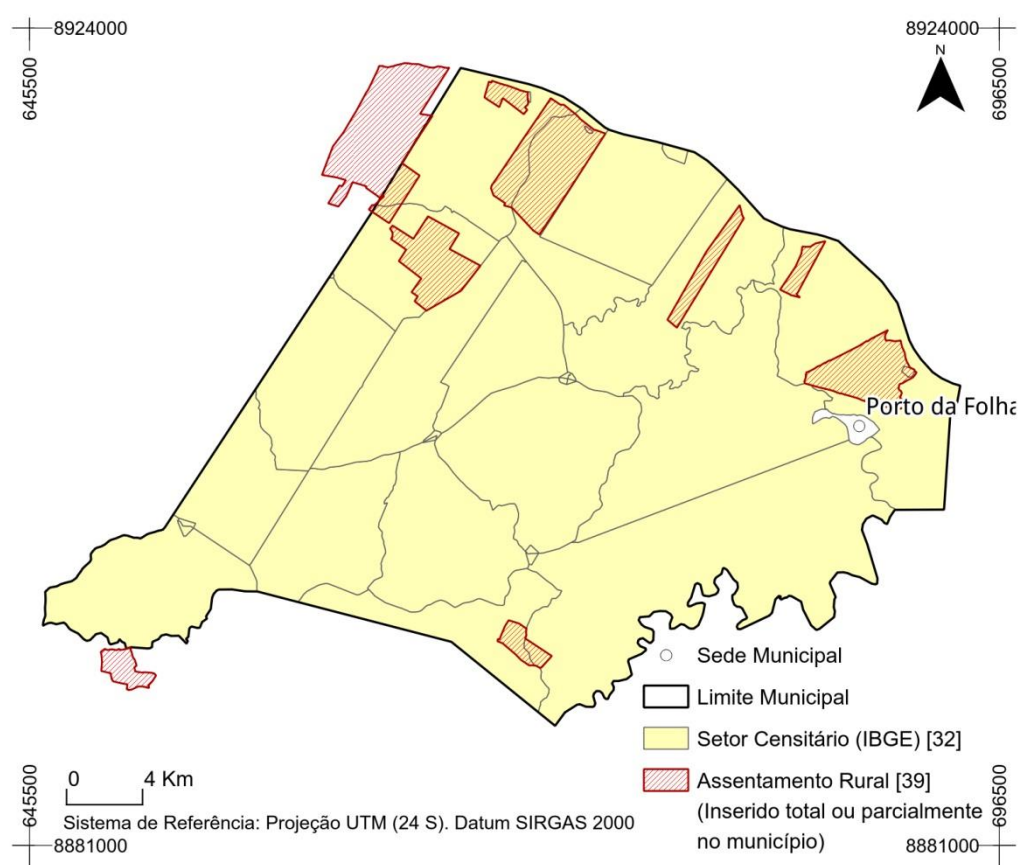 8924000
8924000
645500
696500
N
Porto da Folha
Sede Municipal
Limite Municipal
Setor Censitário (IBGE) [32]
Assentamento Rural [39]
(Inserido total ou parcialmente
no município)
0 4 Km
Sistema de Referência: Projeção UTM (24 S). Datum SIRGAS 2000
645500
696500
8881000
8881000